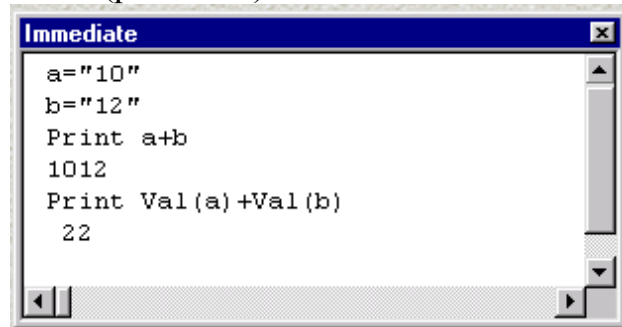 Immediate
a="10"
b="12"
Print a+b
1012
Print Val(a)+Val(b)
22